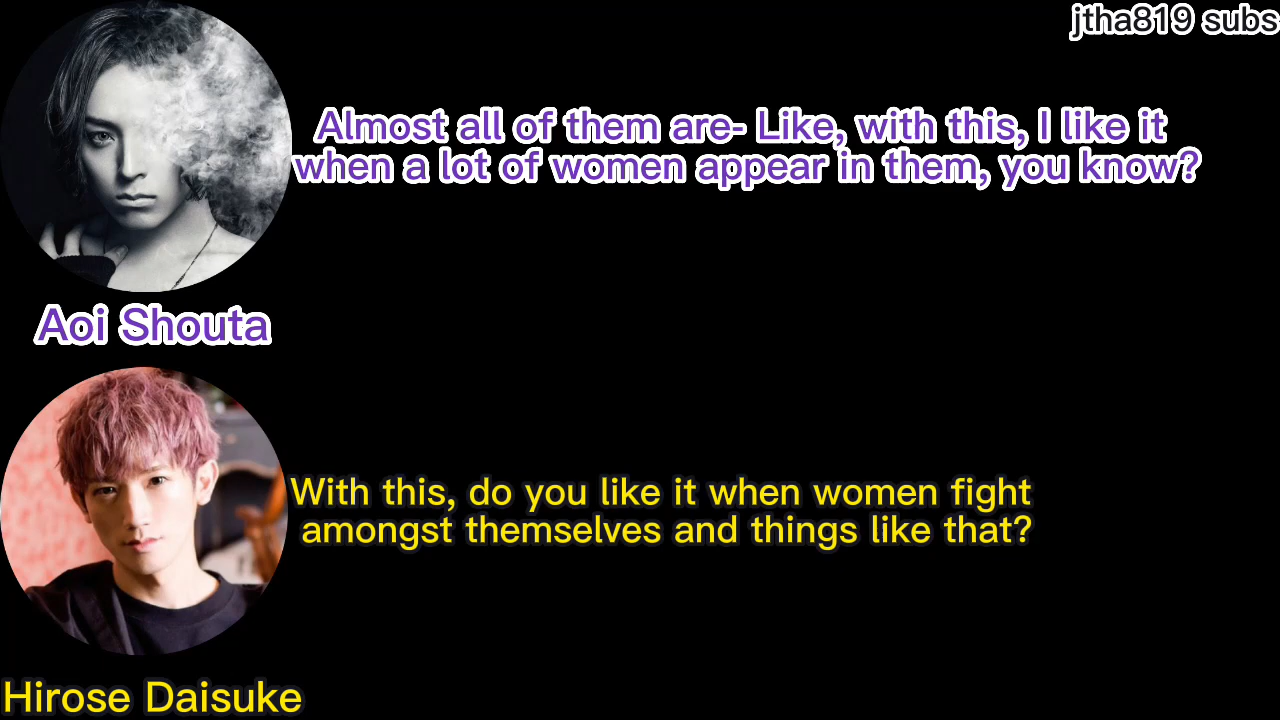 jtha819 subs
Almost all of them are- Like, with this, I like it
when a lot of women appear in them, you know?
Aoi Shouta
With this, do you like it when women fight
amongst themselves and things like that?
Hirose Daisuke